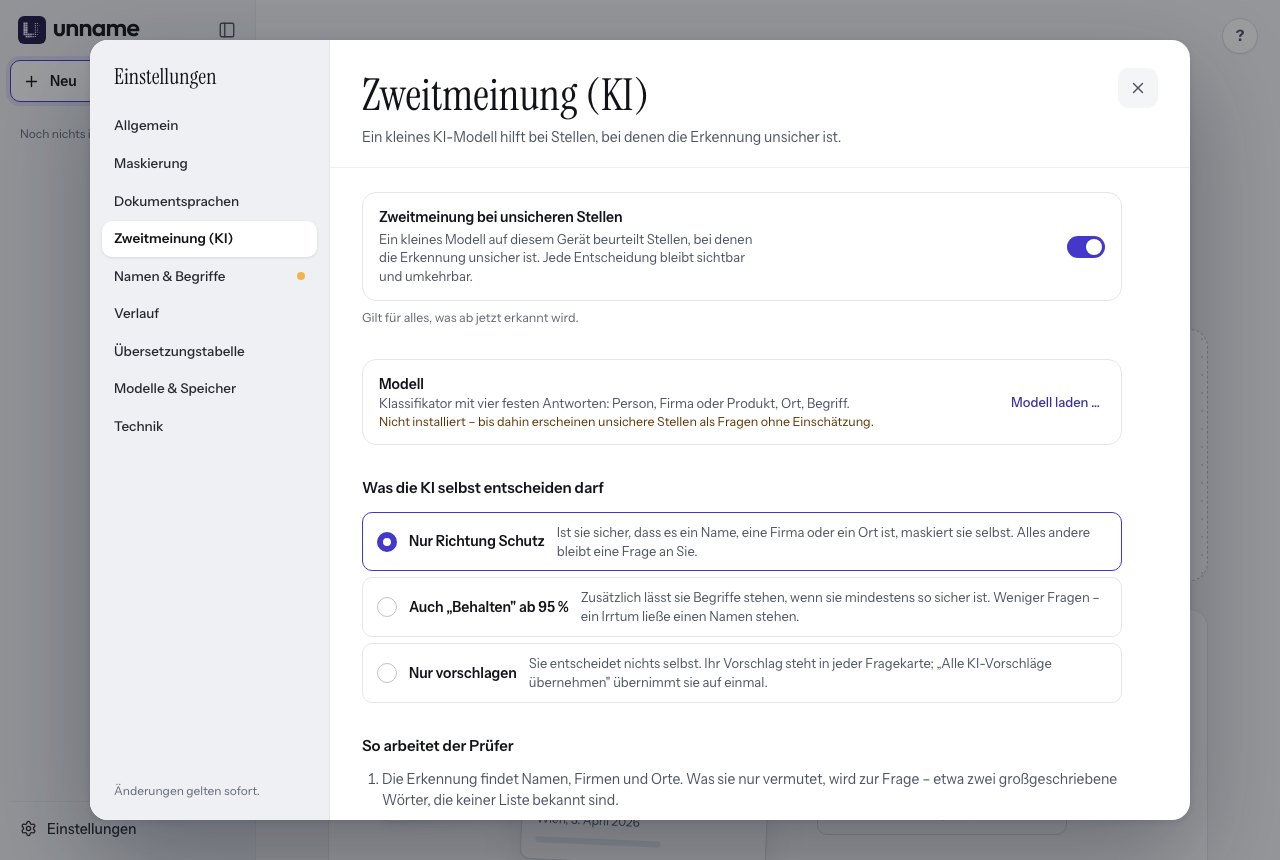 unname
?
Neu
Noch nichts
Einstellungen
Allgemein
Maskierung
Dokumentsprachen
Zweitmeinung (KI)
Namen & Begriffe
Verlauf
Übersetzungstabelle
Modelle & Speicher
Technik
Änderungen gelten sofort.
Einstellungen
Zweitmeinung (KI)
Ein kleines KI-Modell hilft bei Stellen, bei denen die Erkennung unsicher ist.
Zweitmeinung bei unsicheren Stellen
Ein kleines Modell auf diesem Gerät beurteilt Stellen, bei denen
die Erkennung unsicher ist. Jede Entscheidung bleibt sichtbar
und umkehrbar.
Gilt für alles, was ab jetzt erkannt wird.
Modell
Klassifikator mit vier festen Antworten: Person, Firma oder Produkt, Ort, Begriff.
Nicht installiert – bis dahin erscheinen unsichere Stellen als Fragen ohne Einschätzung.
Modell laden …
Was die KI selbst entscheiden darf
Nur Richtung Schutz
Ist sie sicher, dass es ein Name, eine Firma oder ein Ort ist, maskiert sie selbst. Alles andere
bleibt eine Frage an Sie.
Auch „Behalten" ab 95 %
Zusätzlich lässt sie Begriffe stehen, wenn sie mindestens so sicher ist. Weniger Fragen –
ein Irrtum ließe einen Namen stehen.
Nur vorschlagen
Sie entscheidet nichts selbst. Ihr Vorschlag steht in jeder Fragekarte; „Alle KI-Vorschläge
übernehmen" übernimmt sie auf einmal.
So arbeitet der Prüfer
1. Die Erkennung findet Namen, Firmen und Orte. Was sie nur vermutet, wird zur Frage – etwa zwei großgeschriebene
Wörter, die keiner Liste bekannt sind.
Wien, 3. April 2026